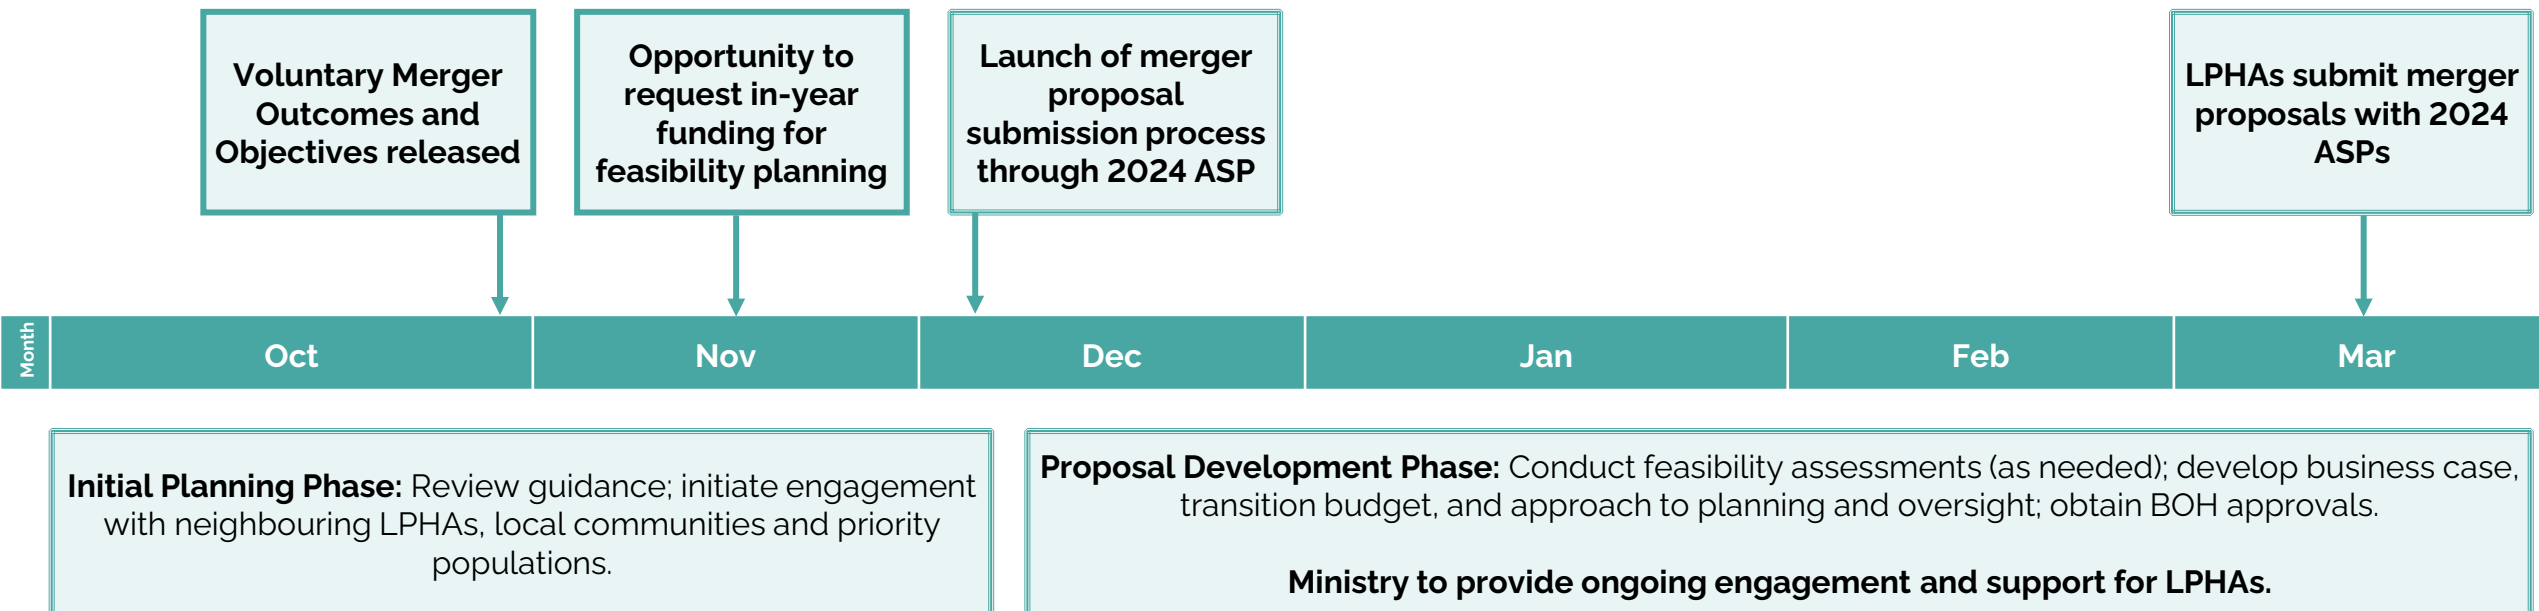 Voluntary Merger
Outcomes and
Objectives released
Opportunity to
request in-year
funding for
feasibility planning
Launch of merger
proposal
submission process
through 2024 ASP
LPHAs submit merger
proposals with 2024
ASPs
Month
Oct
Nov
Dec
Jan
Feb
Mar
Initial Planning Phase: Review guidance; initiate engagement
with neighbouring LPHAs, local communities and priority
populations.
Proposal Development Phase: Conduct feasibility assessments (as needed); develop business case,
transition budget, and approach to planning and oversight; obtain BOH approvals.
Ministry to provide ongoing engagement and support for LPHAs.